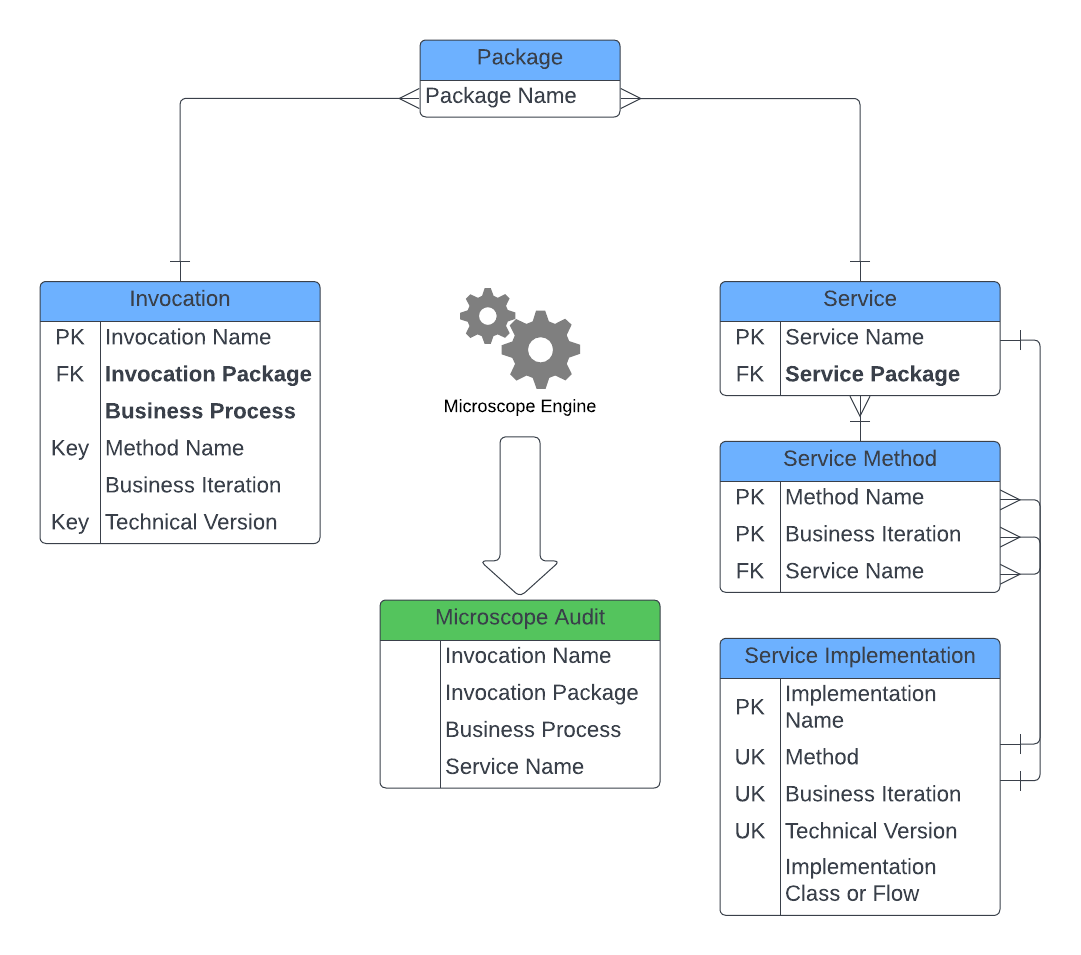 Package
Package Name
Invocation
PK Invocation Name
FK Invocation Package
Business Process
Key Method Name
Business Iteration
Key Technical Version
Microscope Engine
Service
PK Service Name
FK Service Package
Service Method
PK Method Name
PK Business Iteration
FK Service Name
Microscope Audit
Invocation Name
Invocation Package
Business Process
Service Name
Service Implementation
PK Implementation
Name
UK Method
UK Business Iteration
UK Technical Version
Implementation
Class or Flow